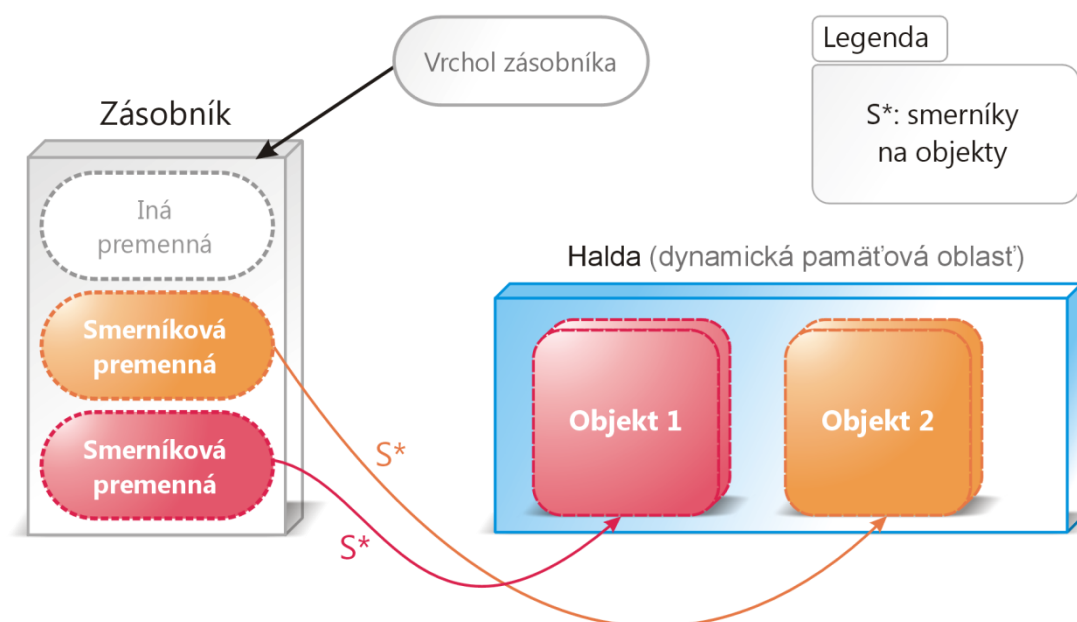 Vrchol zásobníka
Legenda
S*: smerníky
na objekty
Zásobník
Iná
premenná
Smerníková
premenná
Smerníková
premenná
S*
S*
Halda (dynamická pamäťová oblasť)
Objekt 1
Objekt 2